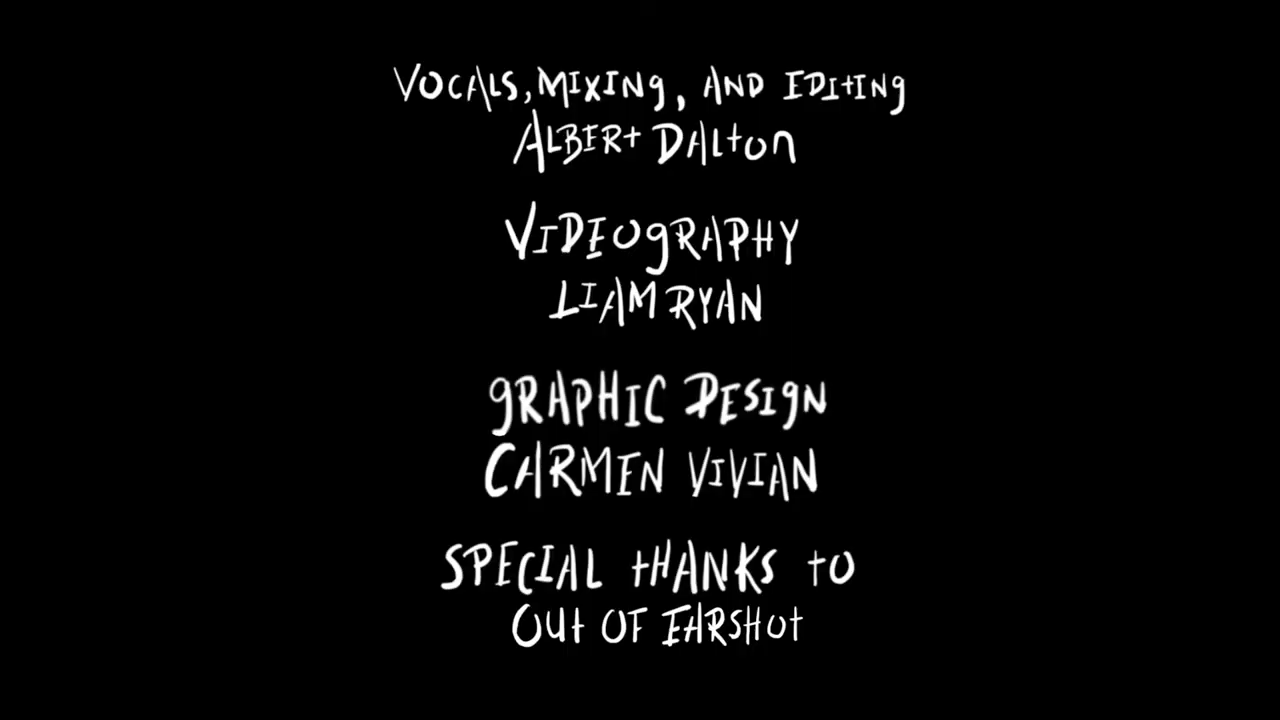 VOCALS, MIXING, AND EDITING
ALBERT DALTON
VIDEOGRAPHY
LIAM RYAN
GRAPHIC DESIGN
CARMEN VIVIAN
SPECIAL THANKS TO
OUT OF EARSHOT